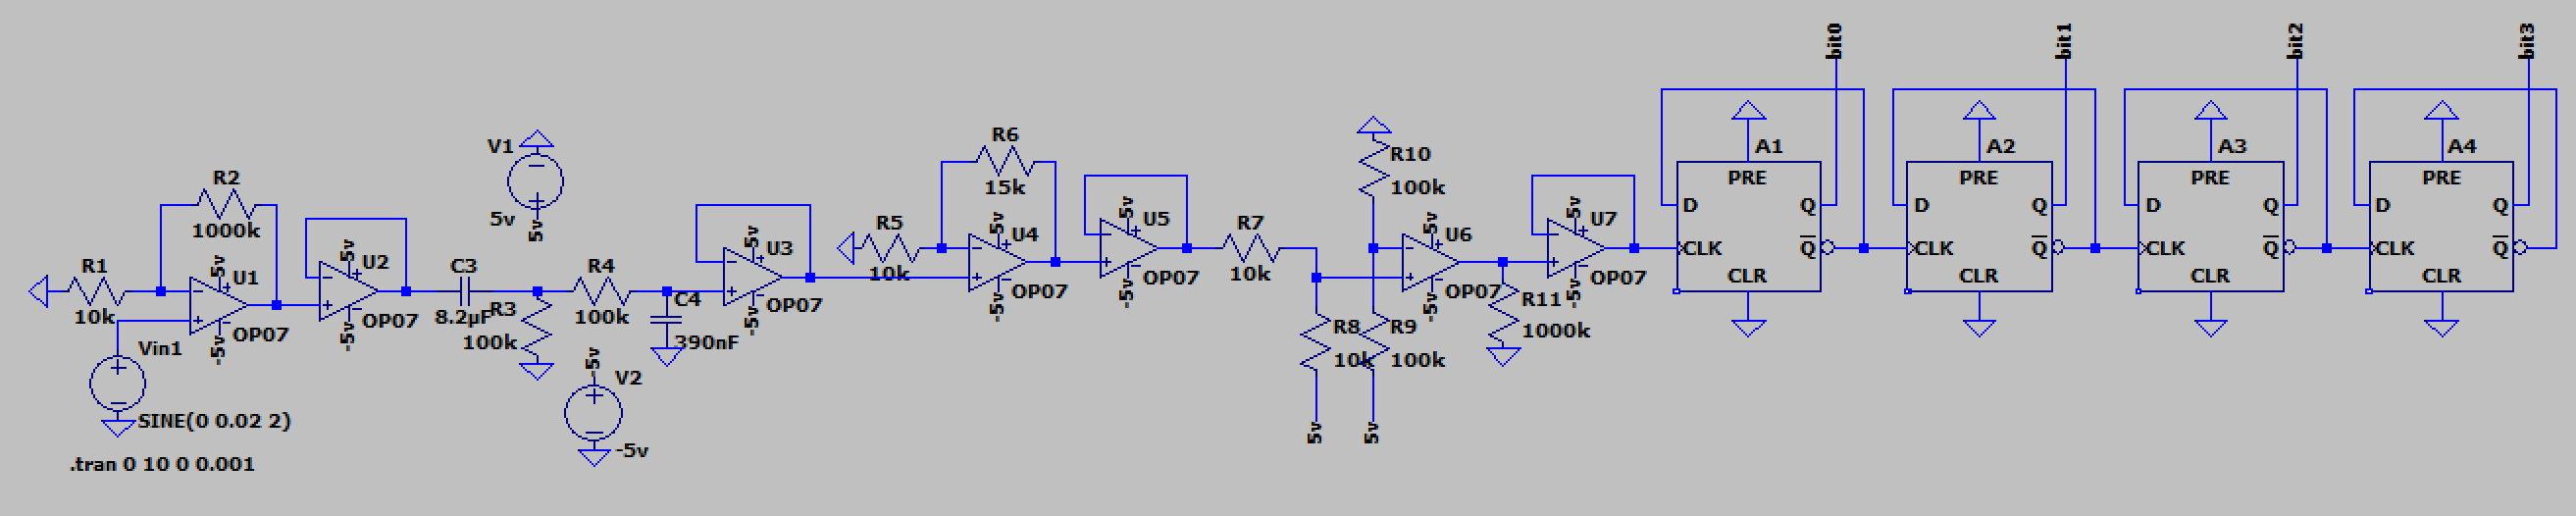 R1
10k
R2
1000k
5v
U1
OP07
-5v
Vin1
SINE(0 0.02 2)
.tran 0 10 0 0.001
5v
U2
OP07
-5v
C3
8.2µF
V1
5v
5v
R3
100k
R4
100k
C4
390nF
-5v
V2
-5v
5v
U3
OP07
-5v
R5
10k
R6
15k
5v
U4
OP07
-5v
5v
U5
OP07
-5v
R7
10k
R8
10k
5v
R10
100k
R9
100k
5v
5v
U6
OP07
-5v
R11
1000k
5v
U7
OP07
-5v
bit0
A1
PRE
D
Q
CLK
Q
CLR
bit1
A2
PRE
D
Q
CLK
Q
CLR
bit2
A3
PRE
D
Q
CLK
Q
CLR
bit3
A4
PRE
D
Q
CLK
Q
CLR